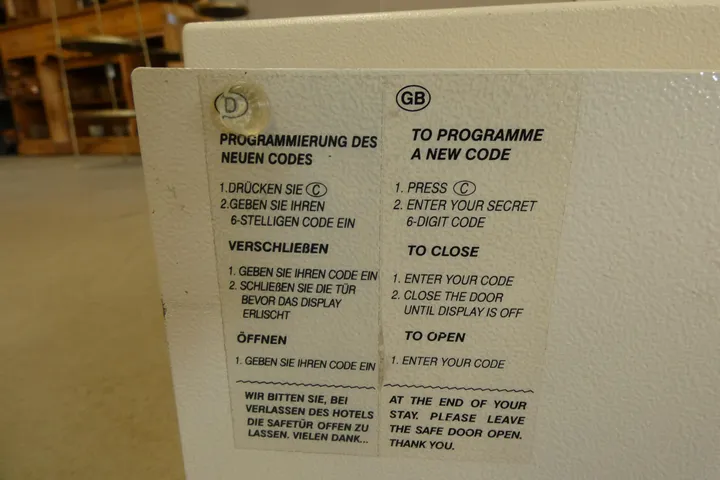 D
PROGRAMMIERUNG DES
NEUEN CODES
1.DRÜCKEN SIE C
2.GEBEN SIE IHREN
6-STELLIGEN CODE EIN
VERSCHLIEßEN
1. GEBEN SIE IHREN CODE EIN
2. SCHLIEßEN SIE DIE TÜR
BEVOR DAS DISPLAY
ERLISCHT
ÖFFNEN
1. GEBEN SIE IHREN CODE EIN
WIR BITTEN SIE, BEI
VERLASSEN DES HOTELS
DIE SAFETÜR OFFEN ZU
LASSEN. VIELEN DANK...
GB
TO PROGRAMME
A NEW CODE
1. PRESS C
2. ENTER YOUR SECRET
6-DIGIT CODE
TO CLOSE
1. ENTER YOUR CODE
2. CLOSE THE DOOR
UNTIL DISPLAY IS OFF
TO OPEN
1. ENTER YOUR CODE
AT THE END OF YOUR
STAY. PLEASE LEAVE
THE SAFE DOOR OPEN.
THANK YOU.